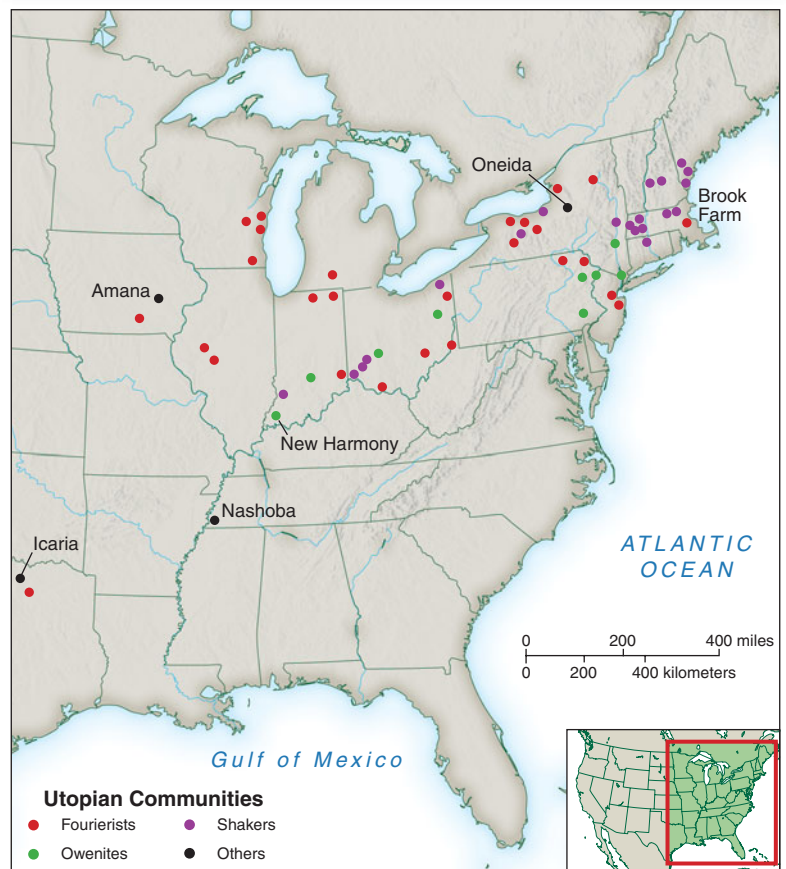 Oneida
Brook
Farm
Amana
New Harmony
Nashoba
Icaria
ATLANTIC
OCEAN
0 200 400 miles
0 200 400 kilometers
Gulf of Mexico
Utopian Communities
Fourierists
Shakers
Owenites
Others